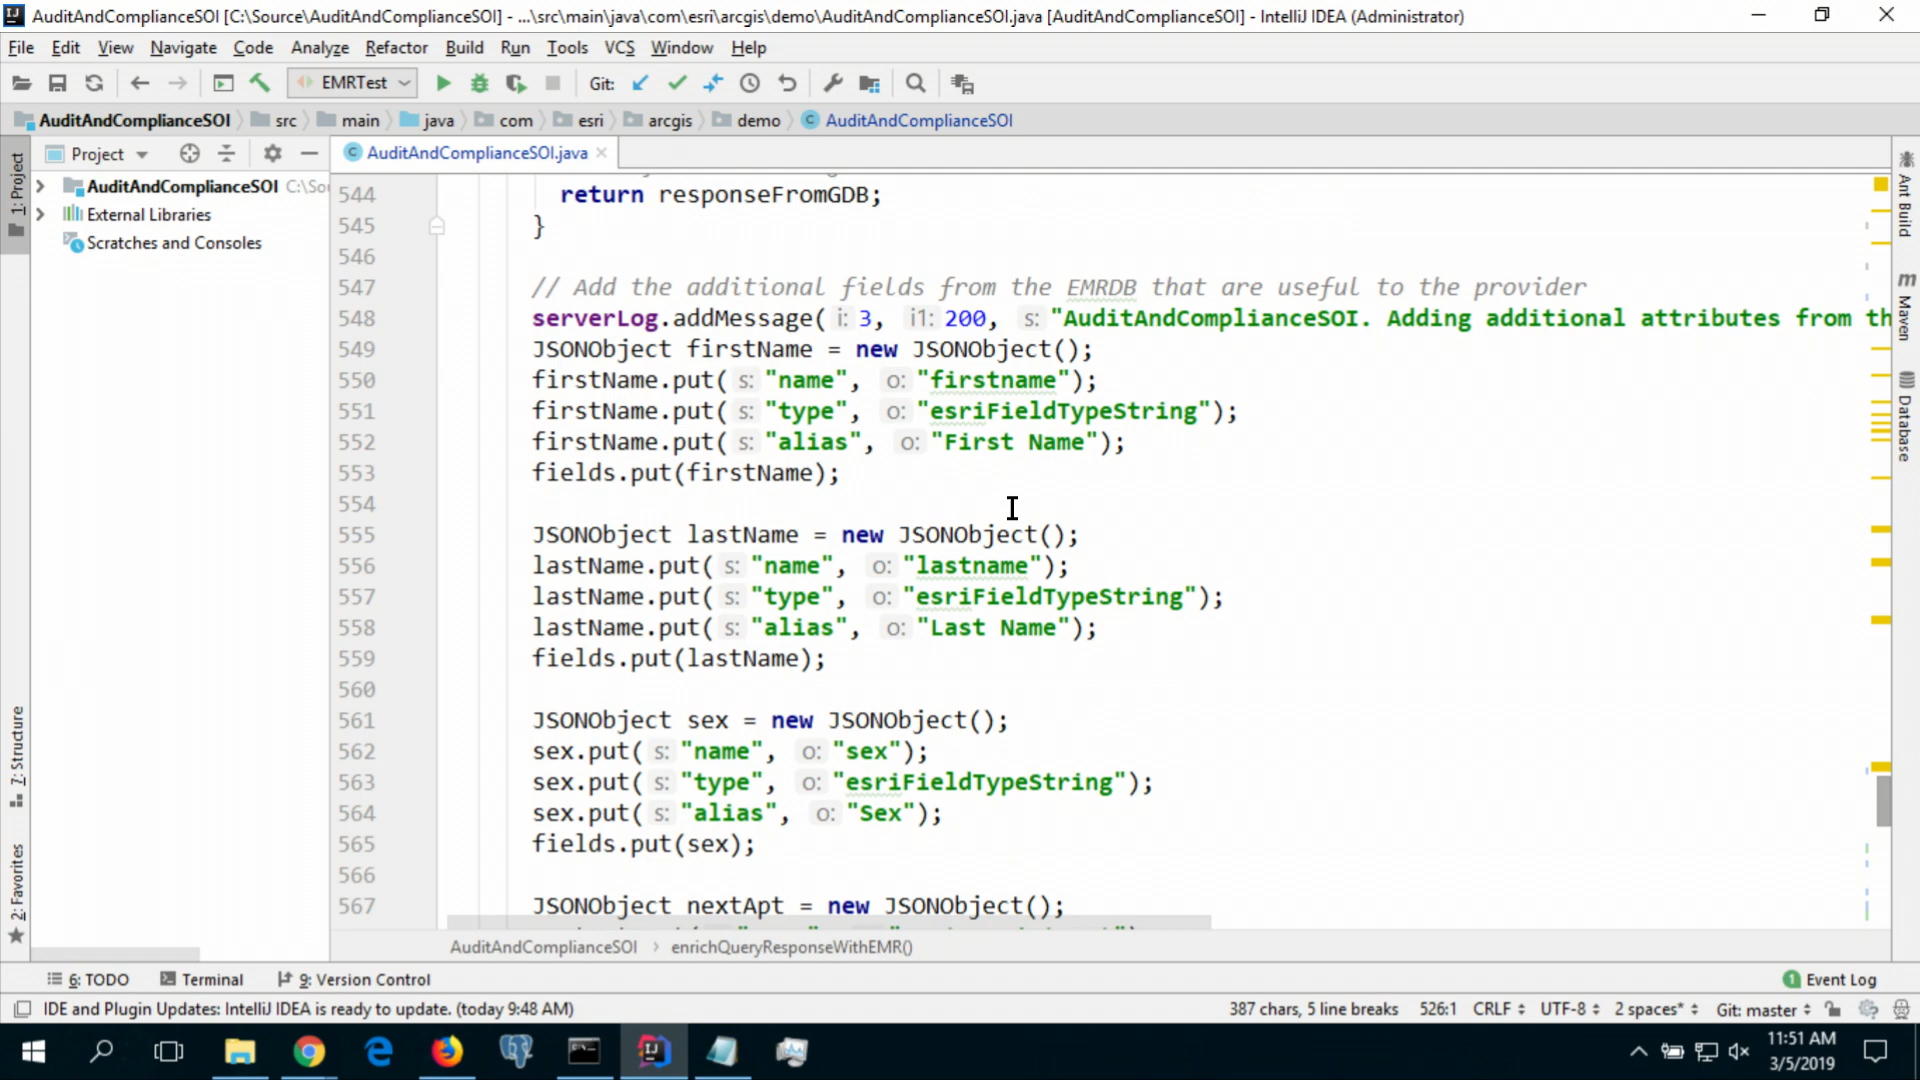 AuditAndComplianceSOI [C:\Source\AuditAndComplianceSOI] - ...\src\main\java\com\esri\arcgis\demo\AuditAndComplianceSOI.java [AuditAndComplianceSOI] - IntelliJ IDEA (Administrator)
File Edit View Navigate Code Analyze Refactor Build Run Tools VCS Window Help
EMRTest Git:
AuditAndComplianceSOI src main java com esri arcgis demo AuditAndComplianceSOI
Project AuditAndComplianceSOI.java
AuditAndComplianceSOI C:\Sou
External Libraries
Scratches and Consoles
1: Project
7: Structure
2: Favorites
544 return responseFromGDB;
545 }
546
547 // Add the additional fields from the EMRDB that are useful to the provider
548 serverLog.addMessage( i: 3, i1: 200, s: "AuditAndComplianceSOI. Adding additional attributes from th
549 JSONObject firstName = new JSONObject();
550 firstName.put( s: "name", o: "firstname");
551 firstName.put( s: "type", o: "esriFieldTypeString");
552 firstName.put( s: "alias", o: "First Name");
553 fields.put(firstName);
554
555 JSONObject lastName = new JSONObject();
556 lastName.put( s: "name", o: "lastname");
557 lastName.put( s: "type", o: "esriFieldTypeString");
558 lastName.put( s: "alias", o: "Last Name");
559 fields.put(lastName);
560
561 JSONObject sex = new JSONObject();
562 sex.put( s: "name", o: "sex");
563 sex.put( s: "type", o: "esriFieldTypeString");
564 sex.put( s: "alias", o: "Sex");
565 fields.put(sex);
566
567 JSONObject nextApt = new JSONObject();
Ant Build
Maven
Database
AuditAndComplianceSOI enrichQueryResponseWithEMR()
6: TODO Terminal 9: Version Control 1 Event Log
IDE and Plugin Updates: IntelliJ IDEA is ready to update. (today 9:48 AM) 387 chars, 5 line breaks 526:1 CRLF UTF-8 2 spaces* Git: master
11:51 AM
3/5/2019